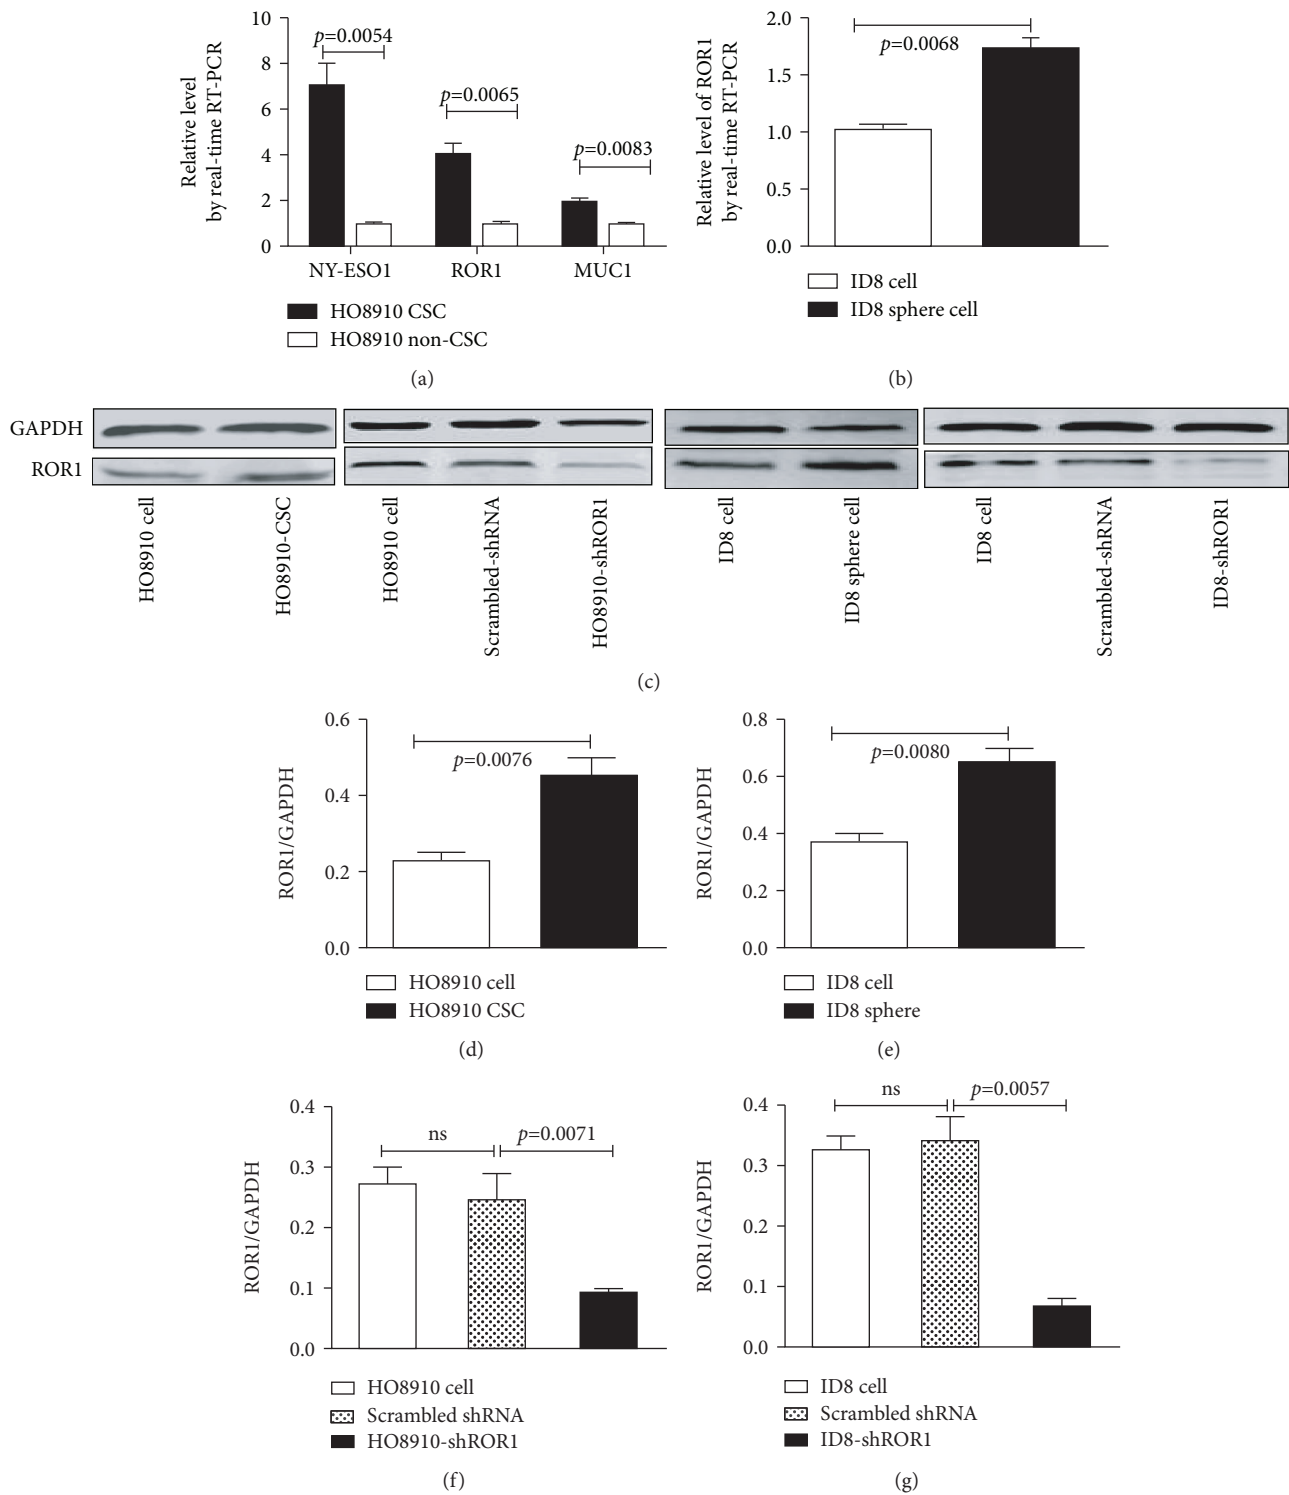 Relative level
by real-time RT-PCR
10
8
6
4
2
0
p=0.0054
p=0.0065
p=0.0083
NY-ESO1
ROR1
MUC1
HO8910 CSC
HO8910 non-CSC
(a)
Relative level of ROR1
by real-time RT-PCR
2.0
1.5
1.0
0.5
0.0
p=0.0068
ID8 cell
ID8 sphere cell
(b)
GAPDH
ROR1
HO8910 cell
HO8910-CSC
HO8910 cell
Scrambled-shRNA
HO8910-shROR1
ID8 cell
ID8 sphere cell
ID8 cell
Scrambled-shRNA
ID8-shROR1
(c)
ROR1/GAPDH
0.6
0.4
0.2
0.0
p=0.0076
HO8910 cell
HO8910 CSC
(d)
ROR1/GAPDH
0.8
0.6
0.4
0.2
0.0
p=0.0080
ID8 cell
ID8 sphere
(e)
ROR1/GAPDH
0.4
0.3
0.2
0.1
0.0
ns
p=0.0071
HO8910 cell
Scrambled shRNA
HO8910-shROR1
(f)
ROR1/GAPDH
0.4
0.3
0.2
0.1
0.0
ns
p=0.0057
ID8 cell
Scrambled shRNA
ID8-shROR1
(g)